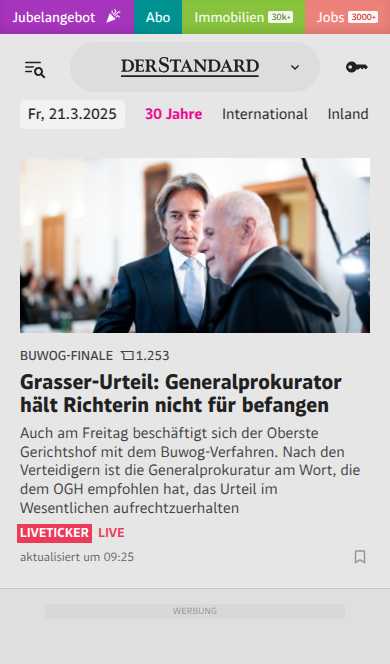 Jubelangebot
Abo
Immobilien 30k+
Jobs 3000+
DERSTANDARD
Fr, 21.3.2025
30 Jahre
International
Inland
BUWOG-FINALE 1.253
Grasser-Urteil: Generalprokurator
hält Richterin nicht für befangen
Auch am Freitag beschäftigt sich der Oberste
Gerichtshof mit dem Buwog-Verfahren. Nach den
Verteidigern ist die Generalprokuratur am Wort, die
dem OGH empfohlen hat, das Urteil im
Wesentlichen aufrechtzuerhalten
LIVETICKER LIVE
aktualisiert um 09:25
WERBUNG